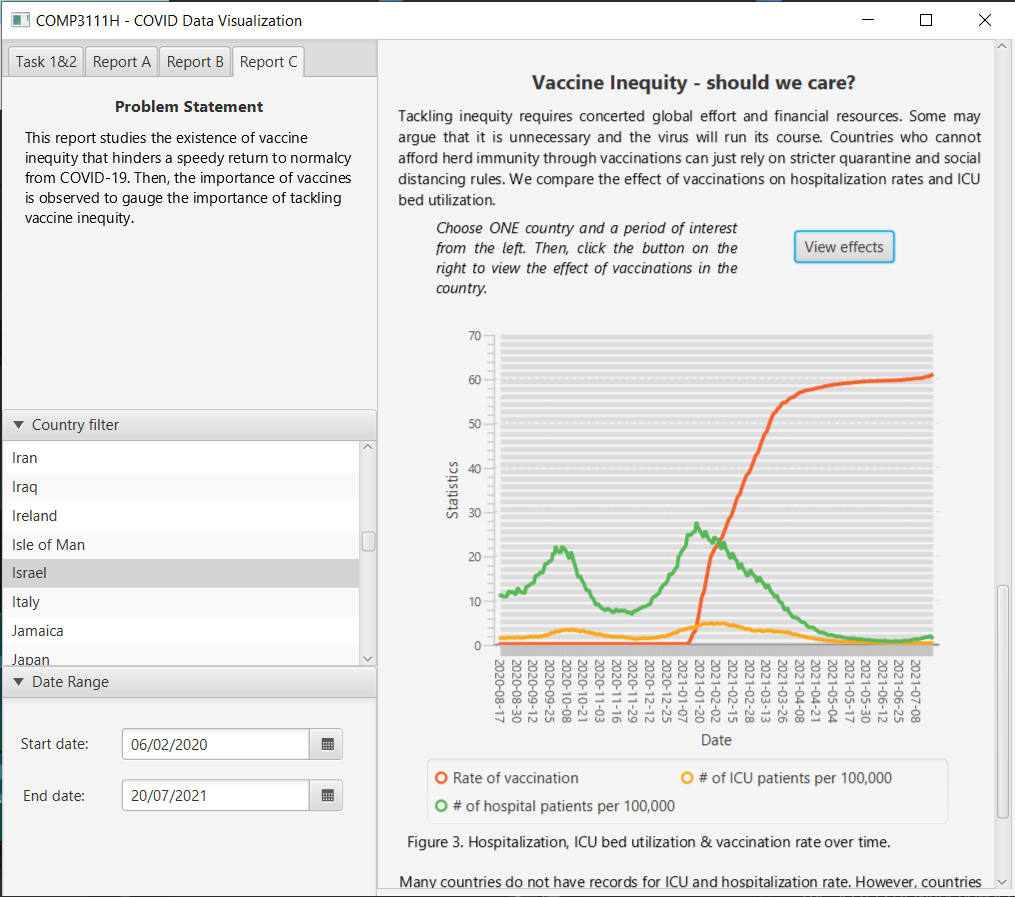 COMP3111H - COVID Data Visualization
Task 1&2
Report A
Report B
Report C
Problem Statement
This report studies the existence of vaccine
inequity that hinders a speedy return to normalcy
from COVID-19. Then, the importance of vaccines
is observed to gauge the importance of tackling
vaccine inequity.
Country filter
Iran
Iraq
Ireland
Isle of Man
Israel
Italy
Jamaica
Japan
Date Range
Start date:
06/02/2020
End date:
20/07/2021
Vaccine Inequity - should we care?
Tackling inequity requires concerted global effort and financial resources. Some may
argue that it is unnecessary and the virus will run its course. Countries who cannot
afford herd immunity through vaccinations can just rely on stricter quarantine and social
distancing rules. We compare the effect of vaccinations on hospitalization rates and ICU
bed utilization.
Choose ONE country and a period of interest
from the left. Then, click the button on the
right to view the effect of vaccinations in the
country.
View effects
70
60
50
40
30
20
10
0
Statistics
2020-08-17
2020-08-30
2020-09-12
2020-09-25
2020-10-08
2020-10-21
2020-11-03
2020-11-16
2020-11-29
2020-12-12
2020-12-25
2021-01-07
2021-01-20
2021-02-02
2021-02-15
2021-02-28
2021-03-13
2021-03-26
2021-04-08
2021-04-21
2021-05-04
2021-05-17
2021-05-30
2021-06-12
2021-06-25
2021-07-08
Date
Rate of vaccination
# of ICU patients per 100,000
# of hospital patients per 100,000
Figure 3. Hospitalization, ICU bed utilization & vaccination rate over time.
Many countries do not have records for ICU and hospitalization rate. However, countries